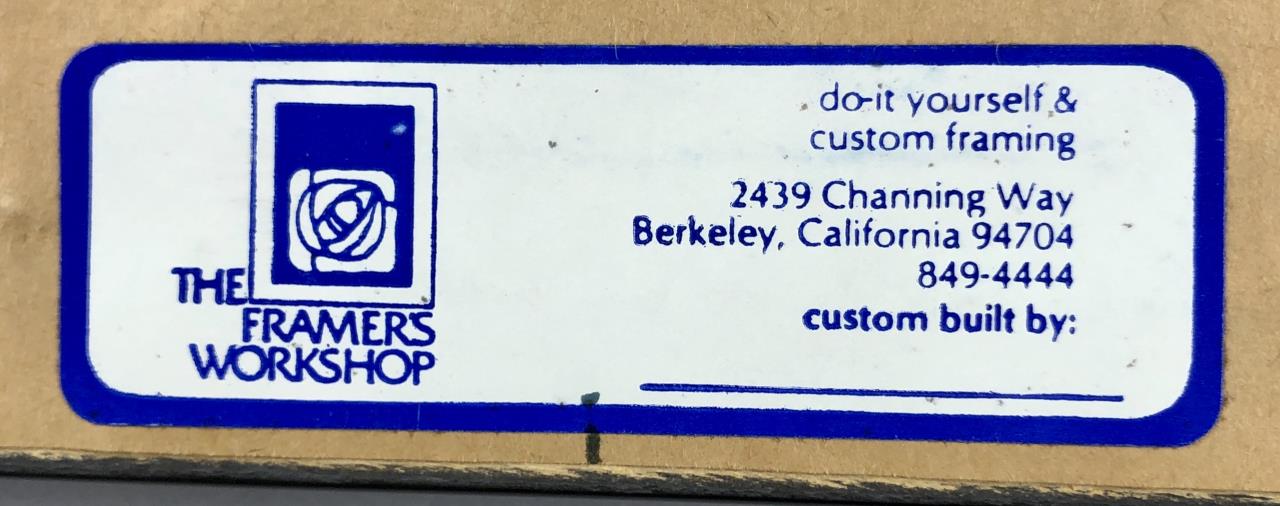 THE
FRAMER'S
WORKSHOP
do-it yourself &
custom framing
2439 Channing Way
Berkeley, California 94704
849-4444
custom built by: